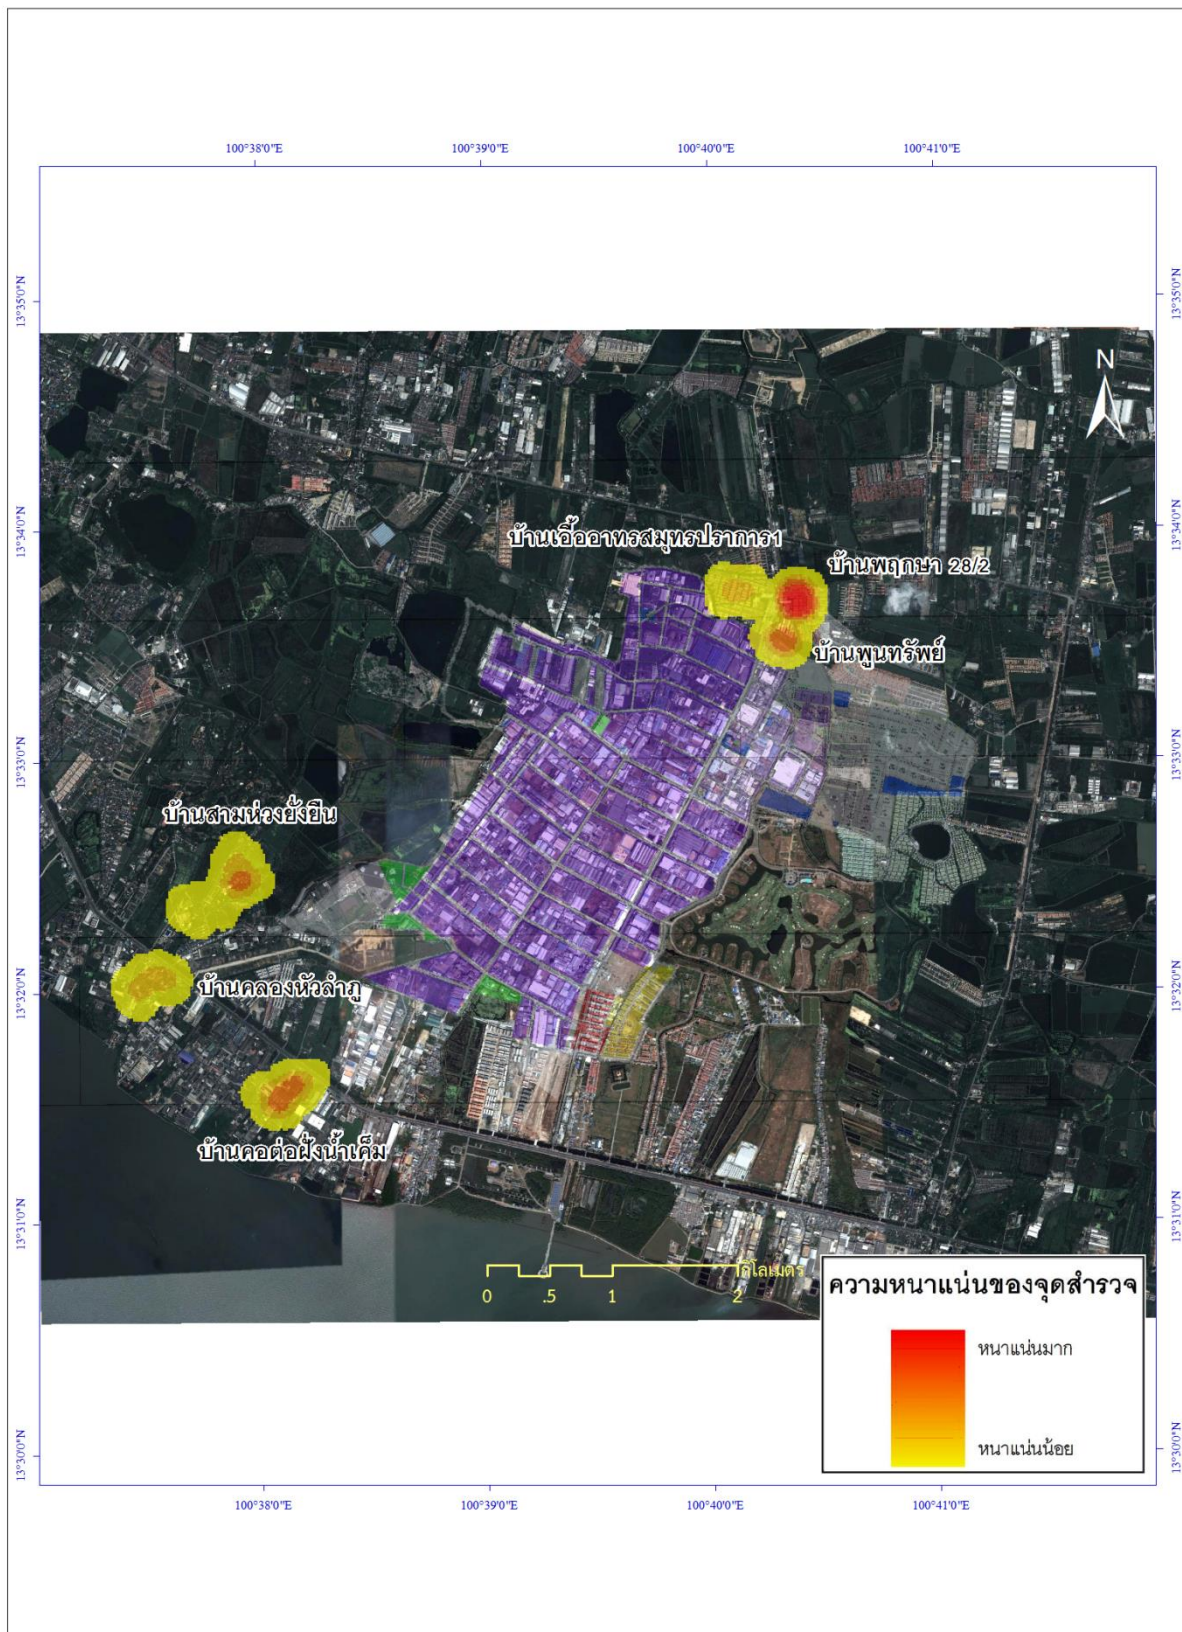 100°38'0"E 100°39'0"E 100°40'0"E 100°41'0"E
13°35'0"N 13°35'0"N
N
13°34'0"N 13°34'0"N
บ้านเอื้ออาทรสมุทรปราการ1
บ้านพฤกษา 28/2
บ้านพูนทรัพย์
13°33'0"N 13°33'0"N
บ้านสามห่วงยั่งยืน
13°32'0"N 13°32'0"N
บ้านคลองหัวลำภู
บ้านคอต่อฝั่งน้ำเค็ม
13°31'0"N 13°31'0"N
กิโลเมตร
0 .5 1 2
ความหนาแน่นของจุดสำรวจ
หนาแน่นมาก
หนาแน่นน้อย
13°30'0"N 13°30'0"N
100°38'0"E 100°39'0"E 100°40'0"E 100°41'0"E